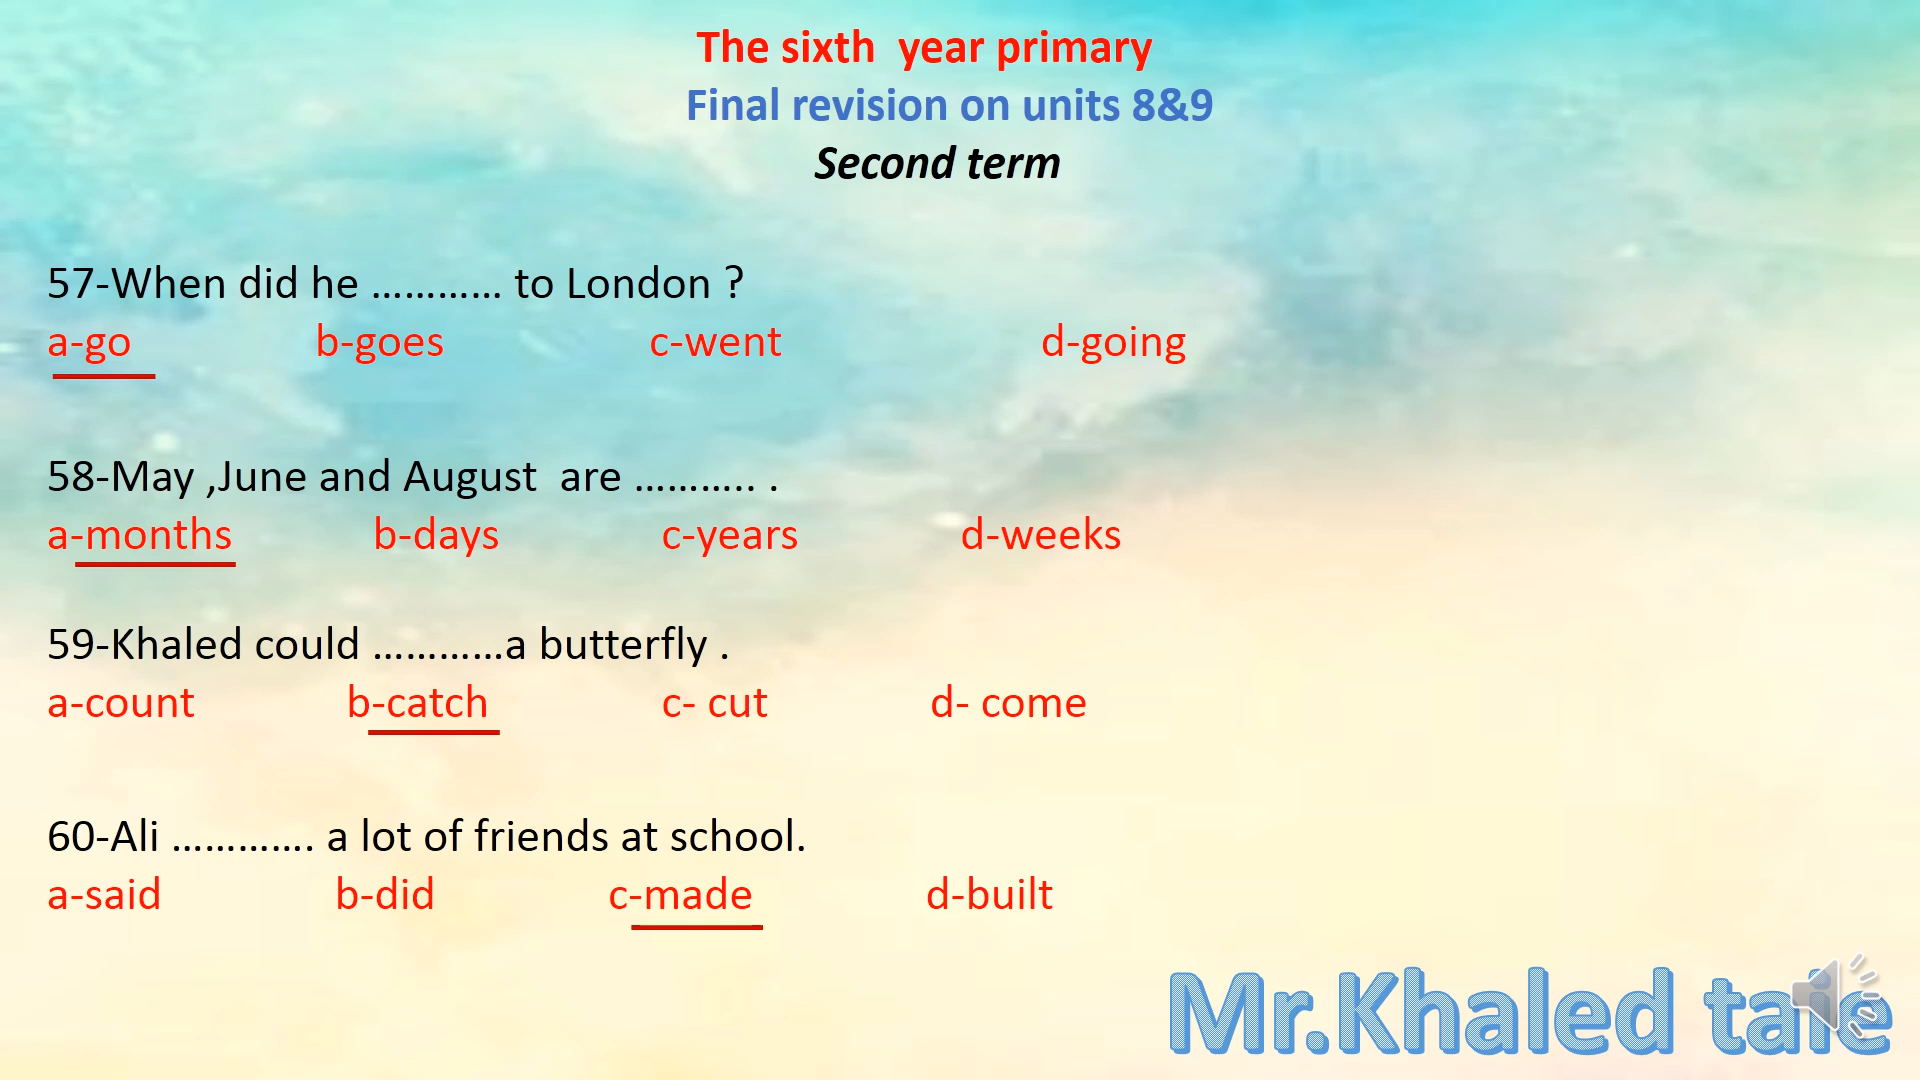 The sixth year primary
Final revision on units 8&9
Second term
57-When did he ………… to London ?
a-go b-goes c-went d-going
58-May ,June and August are ……….. .
a-months b-days c-years d-weeks
59-Khaled could …………a butterfly .
a-count b-catch c- cut d- come
60-Ali …………. a lot of friends at school.
a-said b-did c-made d-built
Mr.Khaled